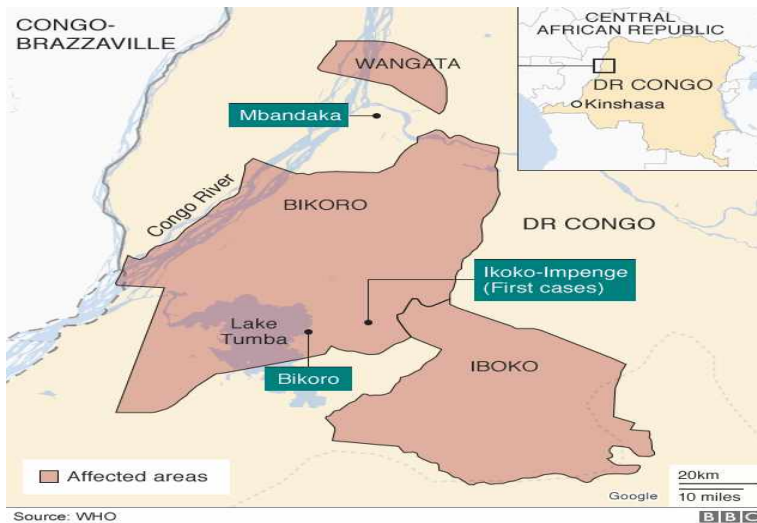 CONGO-
BRAZZAVILLE
CENTRAL
AFRICAN REPUBLIC
DR CONGO
Kinshasa
WANGATA
Mbandaka
Congo River
BIKORO
DR CONGO
Ikoko-Impenge
(First cases)
Lake
Tumba
Bikoro
IBOKO
Affected areas
20km
10 miles
Google
Source: WHO
BBC